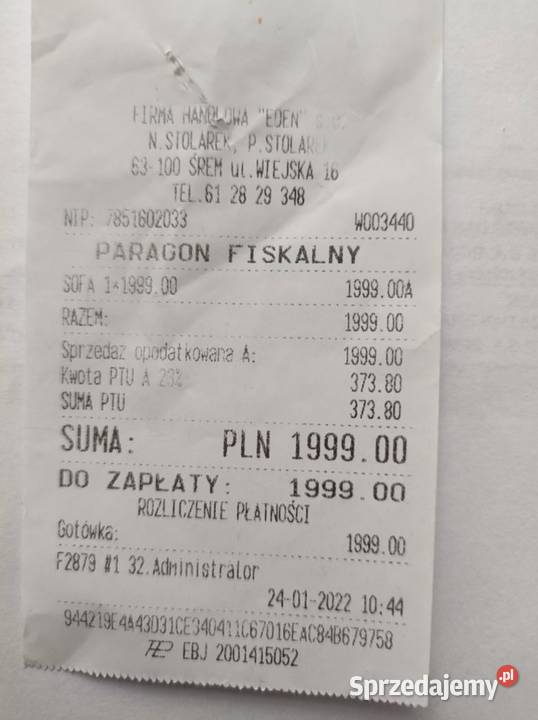 FIRMA HANDLOWA "EDEN" S.C.
N.STOLAREK, P.STOLAREK
63-100 ŚREM ul.WIEJSKA 16
TEL.61 28 29 348
NIP: 7851602033 W003440
PARAGON FISKALNY
SOFA 1×1999.00 1999.00A
RAZEM: 1999.00
Sprzedaż opodatkowana A: 1999.00
Kwota PTU A 23% 373.80
SUMA PTU 373.80
SUMA: PLN 1999.00
DO ZAPŁATY: 1999.00
ROZLICZENIE PŁATNOŚCI
Gotówka: 1999.00
F2879 #1 32.Administrator
24-01-2022 10:44
944219E4A43D31CE340411C67016EAC84B679758
EBJ 2001415052
Sprzedajemy.pl